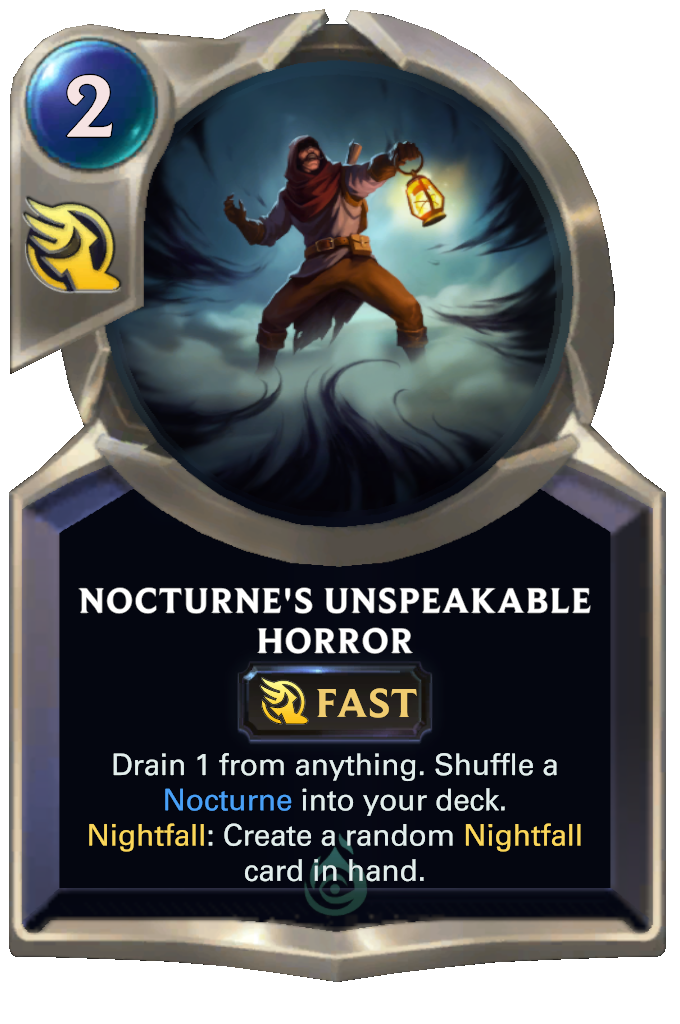 2
NOCTURNE'S UNSPEAKABLE
HORROR
FAST
Drain 1 from anything. Shuffle a
Nocturne into your deck.
Nightfall: Create a random Nightfall
card in hand.